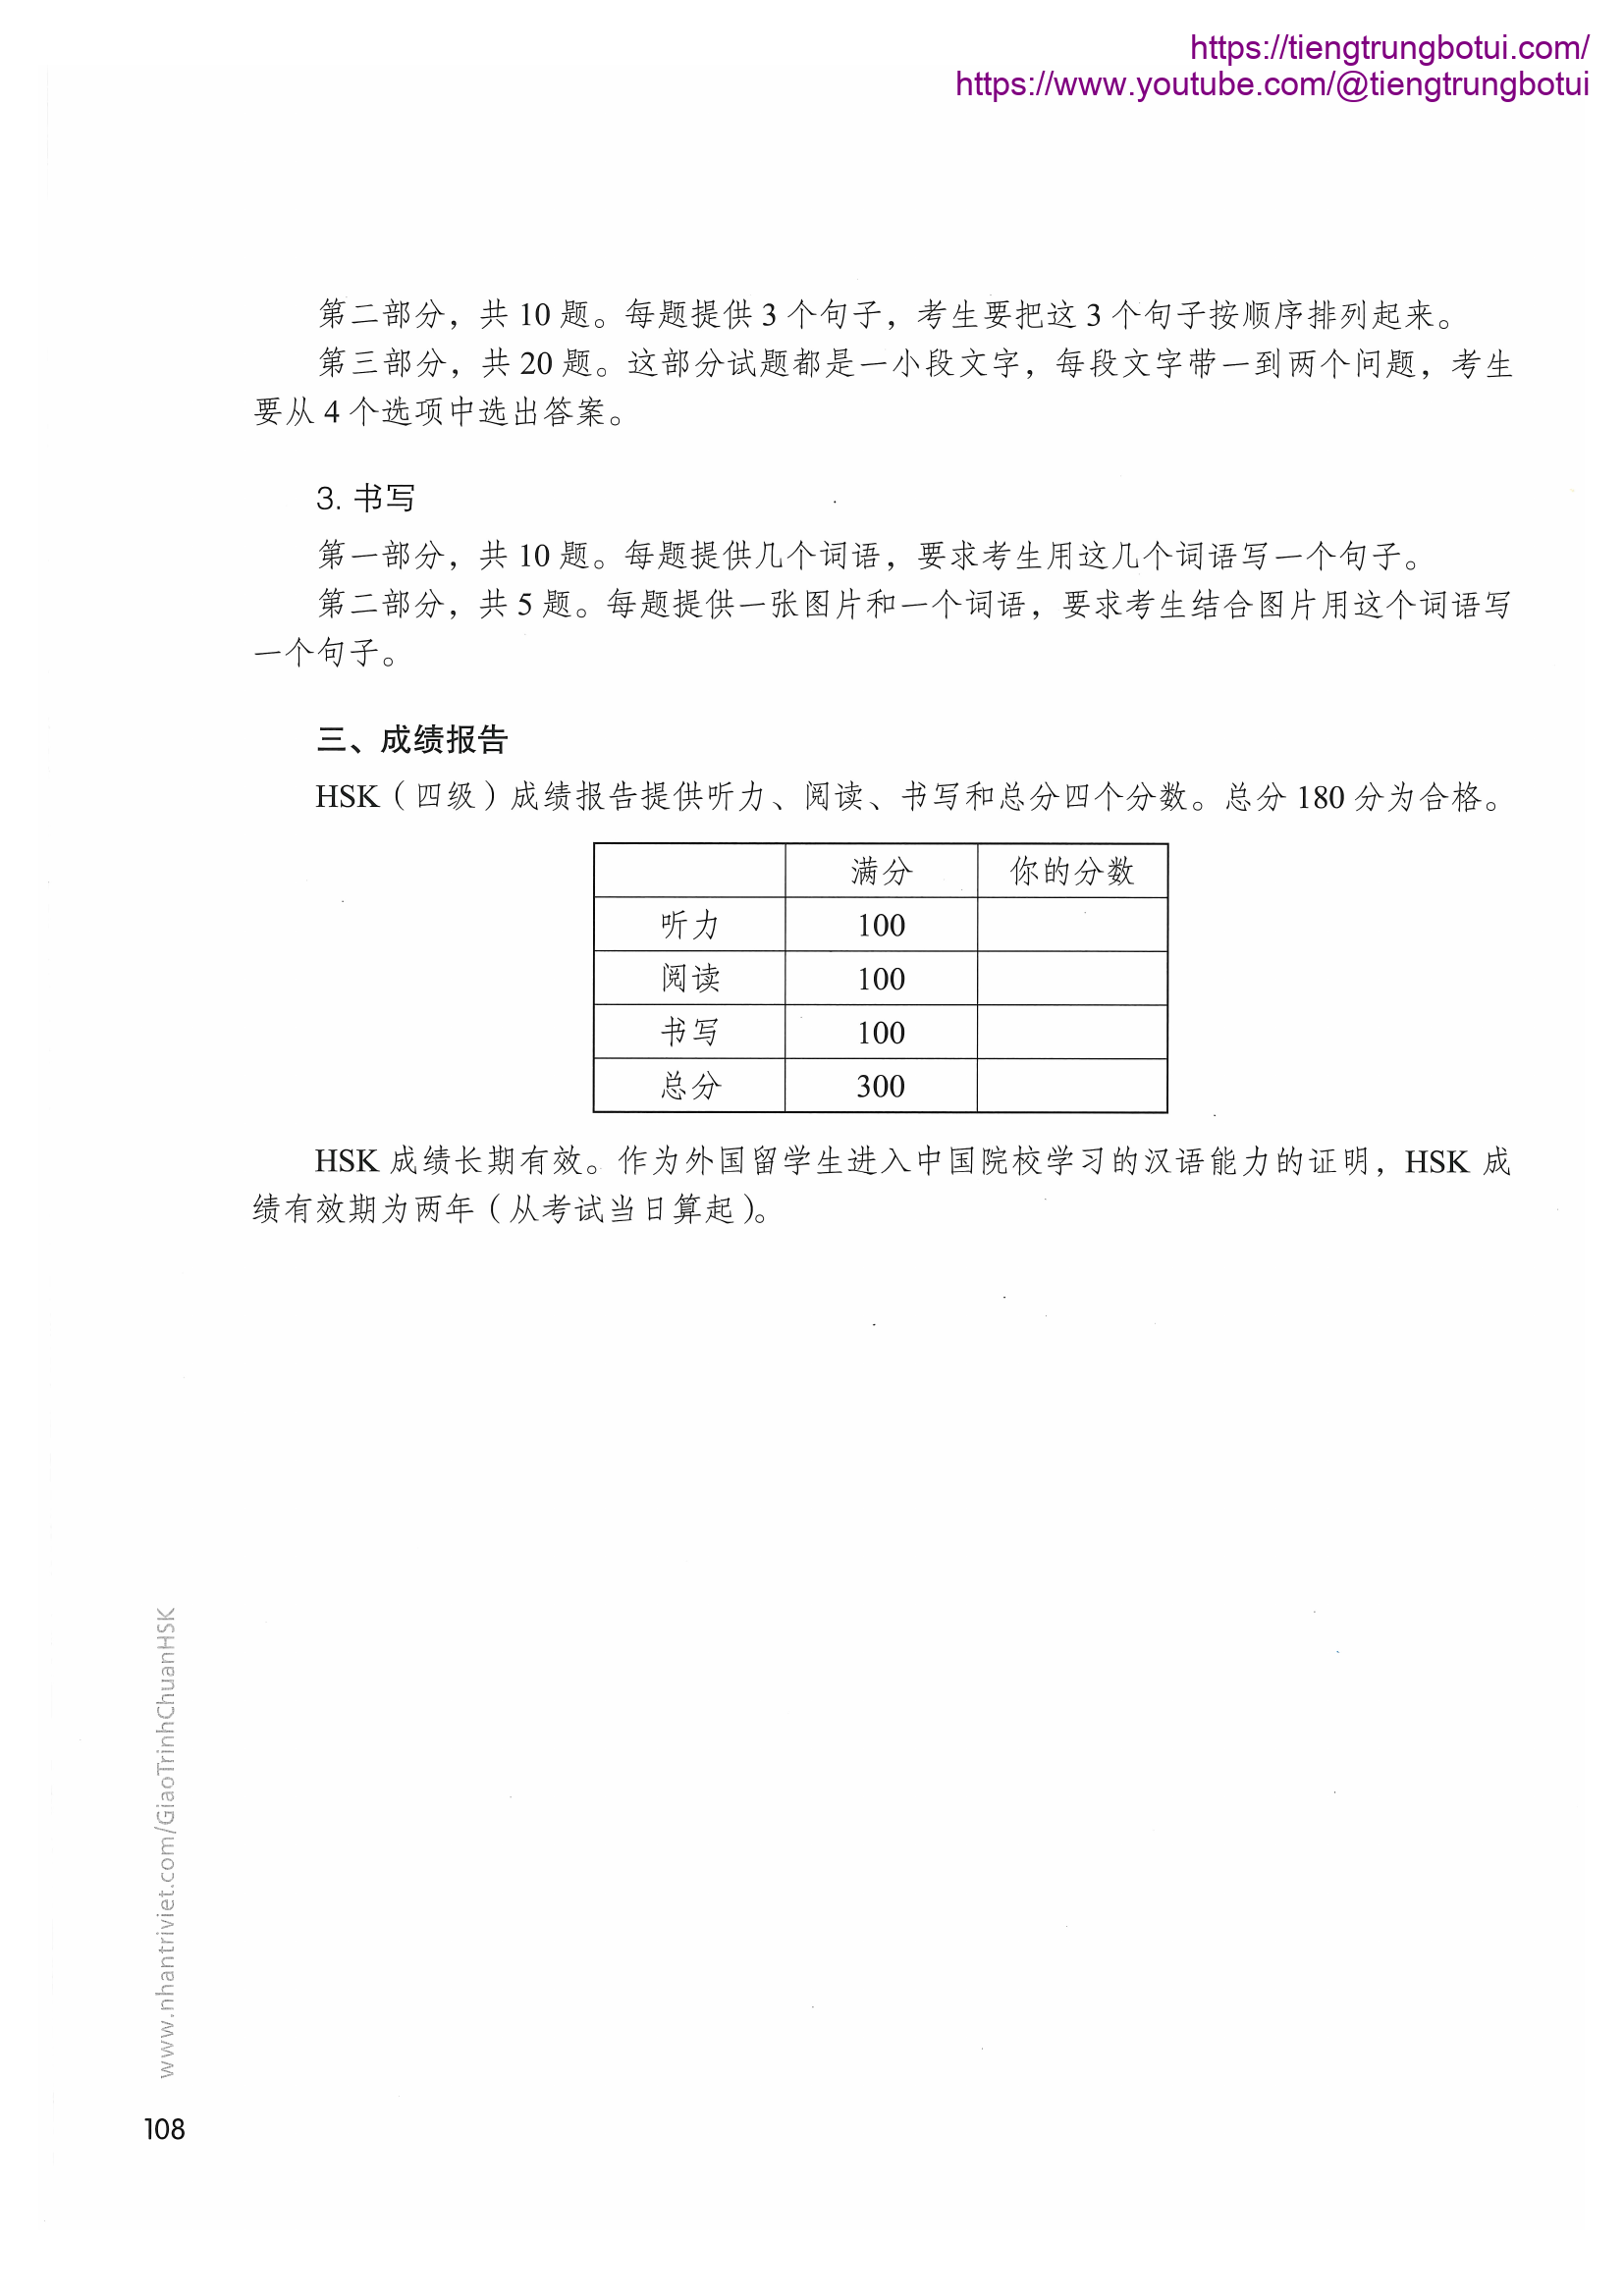 https://tiengtrungbotui.com/
https://www.youtube.com/@tiengtrungbotui
第二部分，共 10 题。每题提供 3 个句子，考生要把这 3 个句子按顺序排列起来。
第三部分，共 20 题。这部分试题都是一小段文字，每段文字带一到两个问题，考生
要从 4 个选项中选出答案。
3. 书写
第一部分，共 10 题。每题提供几个词语，要求考生用这几个词语写一个句子。
第二部分，共 5 题。每题提供一张图片和一个词语，要求考生结合图片用这个词语写
一个句子。
三、成绩报告
HSK（四级）成绩报告提供听力、阅读、书写和总分四个分数。总分 180 分为合格。
满分 你的分数
听力 100
阅读 100
书写 100
总分 300
HSK 成绩长期有效。作为外国留学生进入中国院校学习的汉语能力的证明，HSK 成
绩有效期为两年（从考试当日算起）。
www.nhantriviet.com/GiaoTrinhChuanHSK
108